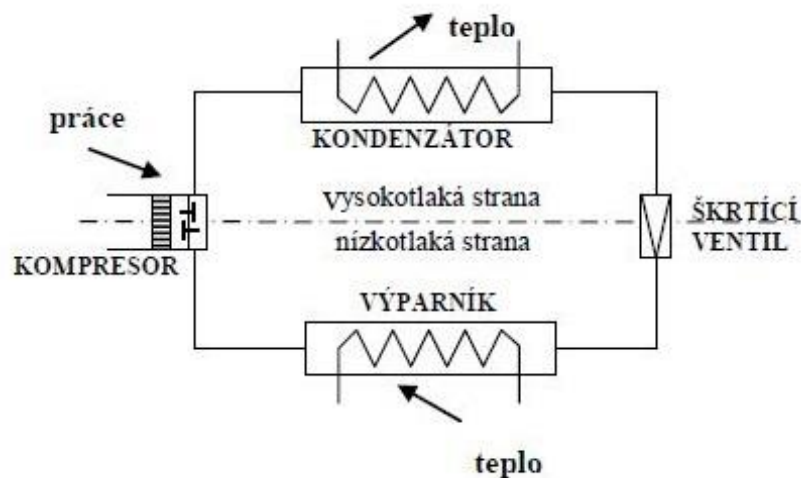 teplo
práce
KONDENZÁTOR
vysokotlaká strana
ŠKRTÍCÍ
nízkotlaká strana
VENTIL
KOMPRESOR
VÝPARNÍK
teplo